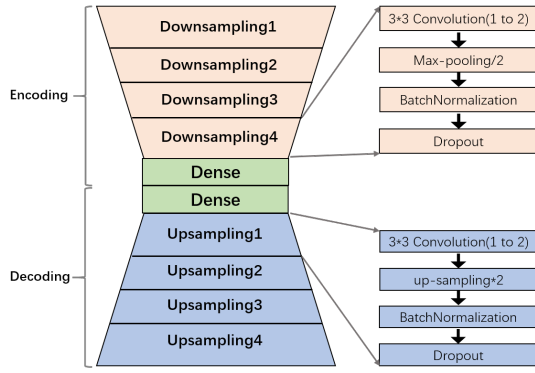 Encoding
Downsampling1
Downsampling2
Downsampling3
Downsampling4
Dense
Dense
Decoding
Upsampling1
Upsampling2
Upsampling3
Upsampling4
3*3 Convolution(1 to 2)
Max-pooling/2
BatchNormalization
Dropout
3*3 Convolution(1 to 2)
up-sampling*2
BatchNormalization
Dropout